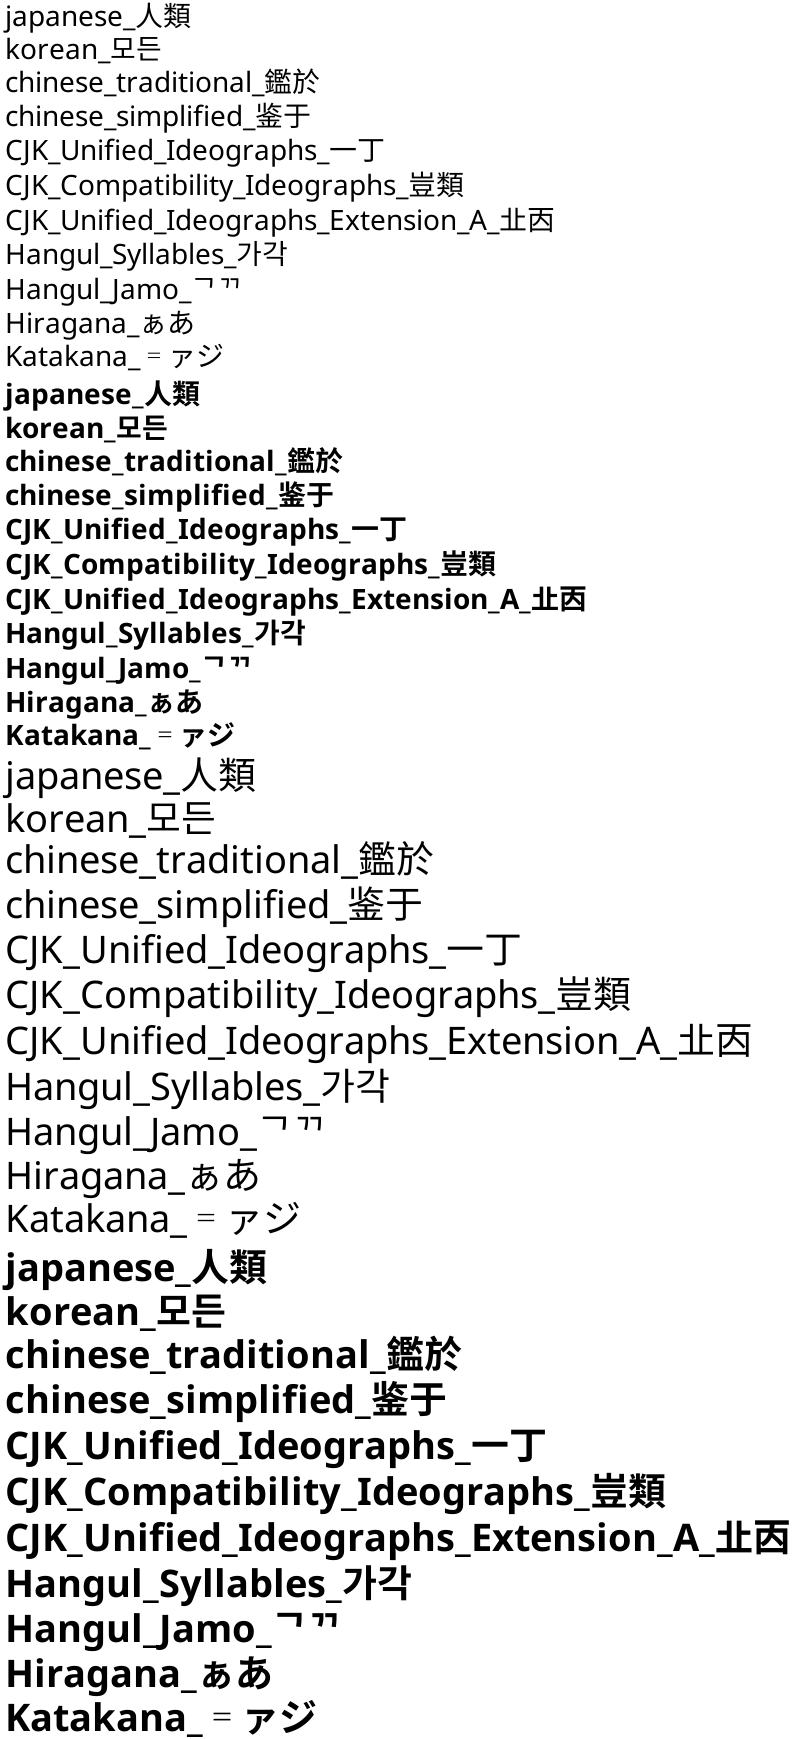 japanese_人類
korean_모든
chinese_traditional_鑑於
chinese_simplified_鉴于
CJK_Unified_Ideographs_一丁
CJK_Compatibility_Ideographs_豈類
CJK_Unified_Ideographs_Extension_A_㐀㐁
Hangul_Syllables_가각
Hangul_Jamo_ᄀᄁ
Hiragana_ぁあ
Katakana_゠ァジ
japanese_人類
korean_모든
chinese_traditional_鑑於
chinese_simplified_鉴于
CJK_Unified_Ideographs_一丁
CJK_Compatibility_Ideographs_豈類
CJK_Unified_Ideographs_Extension_A_㐀㐁
Hangul_Syllables_가각
Hangul_Jamo_ᄀᄁ
Hiragana_ぁあ
Katakana_゠ァジ
japanese_人類
korean_모든
chinese_traditional_鑑於
chinese_simplified_鉴于
CJK_Unified_Ideographs_一丁
CJK_Compatibility_Ideographs_豈類
CJK_Unified_Ideographs_Extension_A_㐀㐁
Hangul_Syllables_가각
Hangul_Jamo_ᄀᄁ
Hiragana_ぁあ
Katakana_゠ァジ
japanese_人類
korean_모든
chinese_traditional_鑑於
chinese_simplified_鉴于
CJK_Unified_Ideographs_一丁
CJK_Compatibility_Ideographs_豈類
CJK_Unified_Ideographs_Extension_A_㐀㐁
Hangul_Syllables_가각
Hangul_Jamo_ᄀᄁ
Hiragana_ぁあ
Katakana_゠ァジ